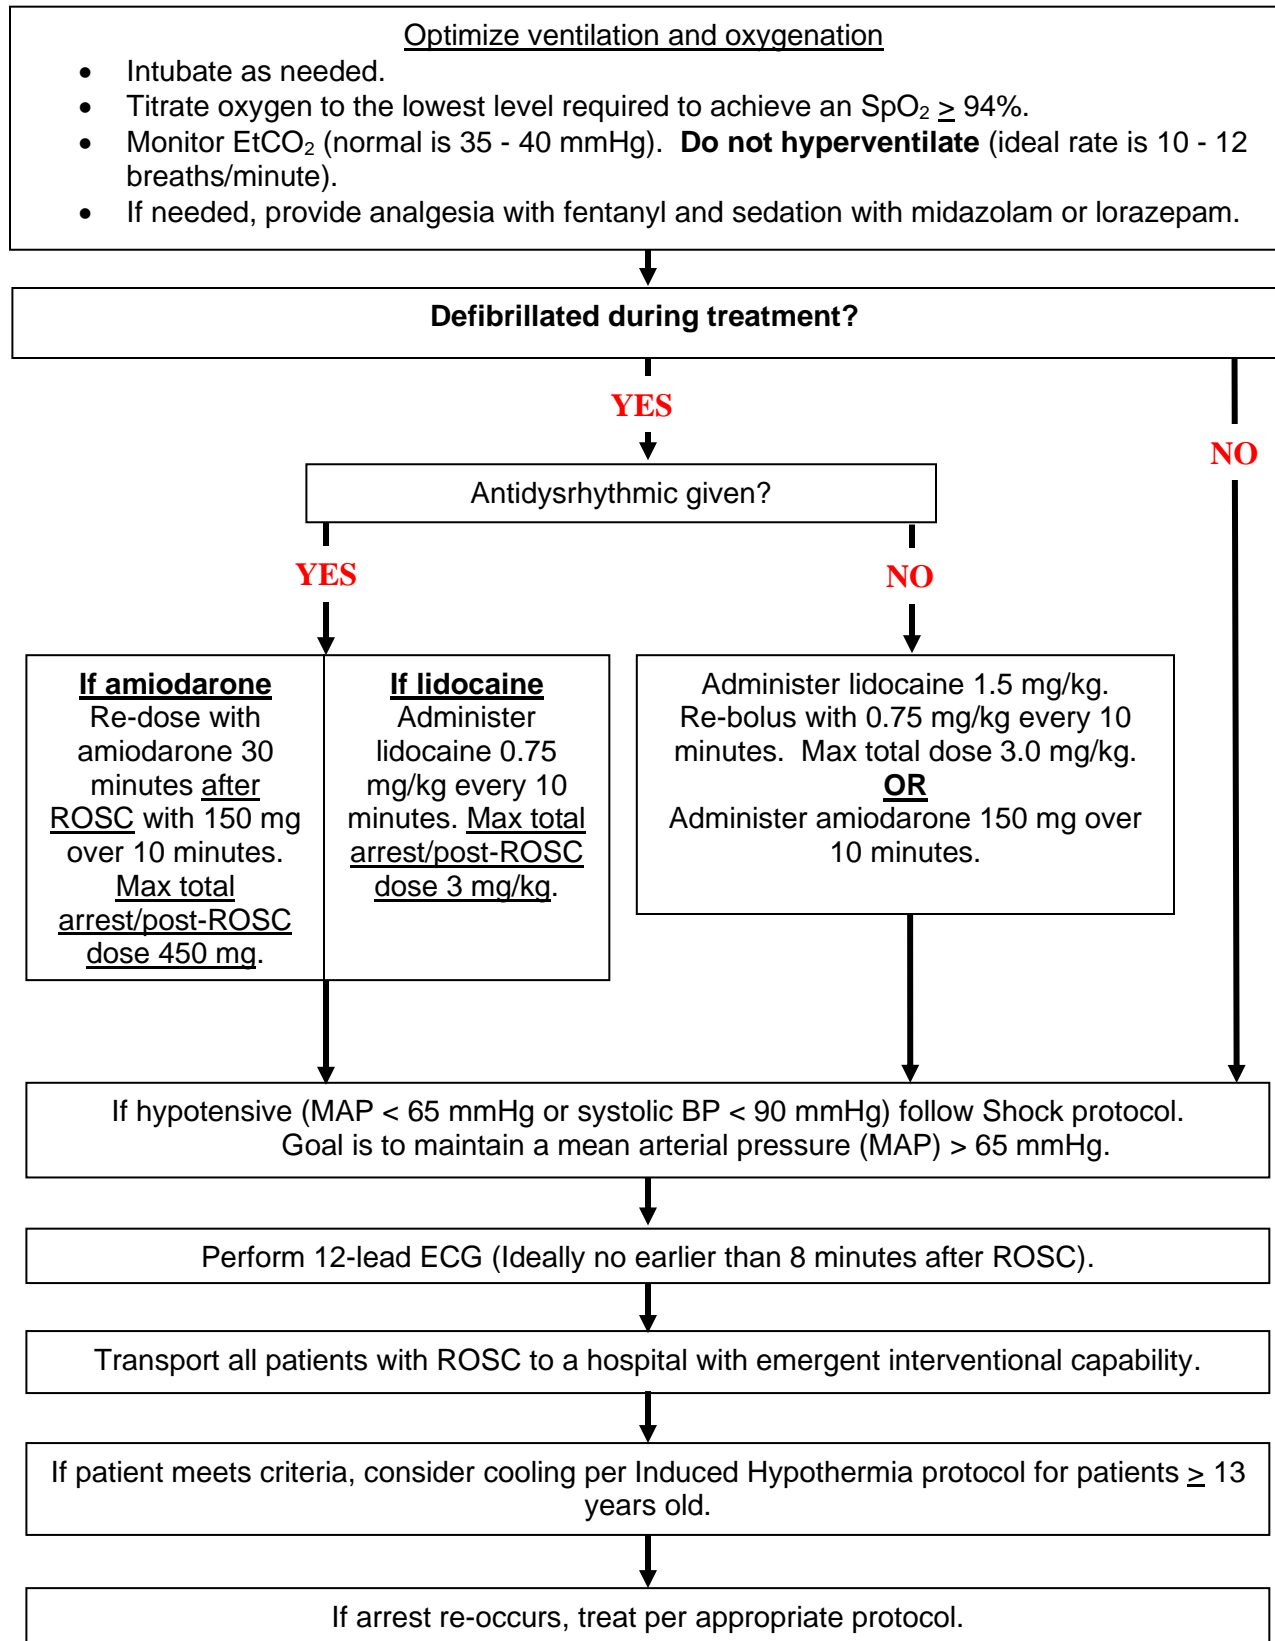 Optimize ventilation and oxygenation
• Intubate as needed.
• Titrate oxygen to the lowest level required to achieve an SpO2 ≥ 94%.
• Monitor EtCO2 (normal is 35 - 40 mmHg). Do not hyperventilate (ideal rate is 10 - 12
breaths/minute).
• If needed, provide analgesia with fentanyl and sedation with midazolam or lorazepam.
Defibrillated during treatment?
YES
NO
Antidysrhythmic given?
YES
NO
If amiodarone
Re-dose with
amiodarone 30
minutes after
ROSC with 150 mg
over 10 minutes.
Max total
arrest/post-ROSC
dose 450 mg.
If lidocaine
Administer
lidocaine 0.75
mg/kg every 10
minutes. Max total
arrest/post-ROSC
dose 3 mg/kg.
Administer lidocaine 1.5 mg/kg.
Re-bolus with 0.75 mg/kg every 10
minutes. Max total dose 3.0 mg/kg.
OR
Administer amiodarone 150 mg over
10 minutes.
If hypotensive (MAP < 65 mmHg or systolic BP < 90 mmHg) follow Shock protocol.
Goal is to maintain a mean arterial pressure (MAP) > 65 mmHg.
Perform 12-lead ECG (Ideally no earlier than 8 minutes after ROSC).
Transport all patients with ROSC to a hospital with emergent interventional capability.
If patient meets criteria, consider cooling per Induced Hypothermia protocol for patients ≥ 13
years old.
If arrest re-occurs, treat per appropriate protocol.